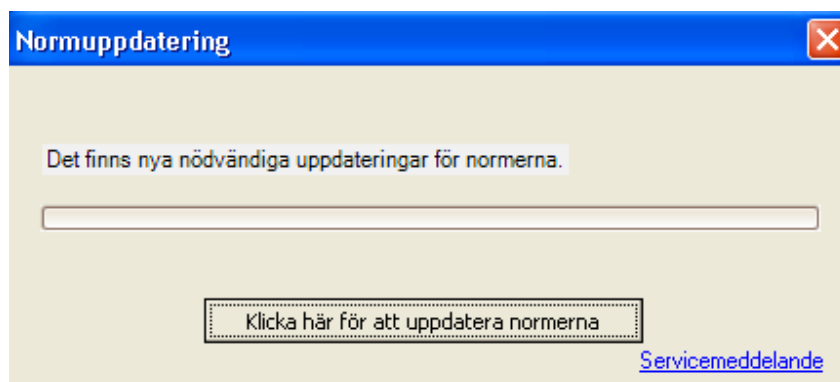 Normuppdatering
Det finns nya nödvändiga uppdateringar för normerna.
Klicka här för att uppdatera normerna
Servicemeddelande